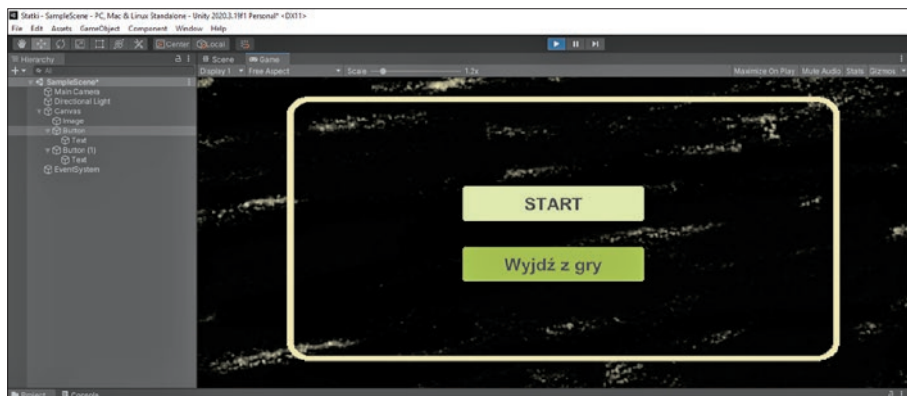 Statki - SampleScene - PC, Mac & Linux Standalone - Unity 2020.3.19f1 Personal* <DX11>
File Edit Assets GameObject Component Window Help
Center Local
Hierarchy
Scene Game
All
Display 1 Free Aspect Scale 1.2x Maximize On Play Mute Audio Stats Gizmos
SampleScene*
Main Camera
Directional Light
Canvas
Image
Button
Text
Button (1)
Text
EventSystem
START
Wyjdź z gry
Project Console